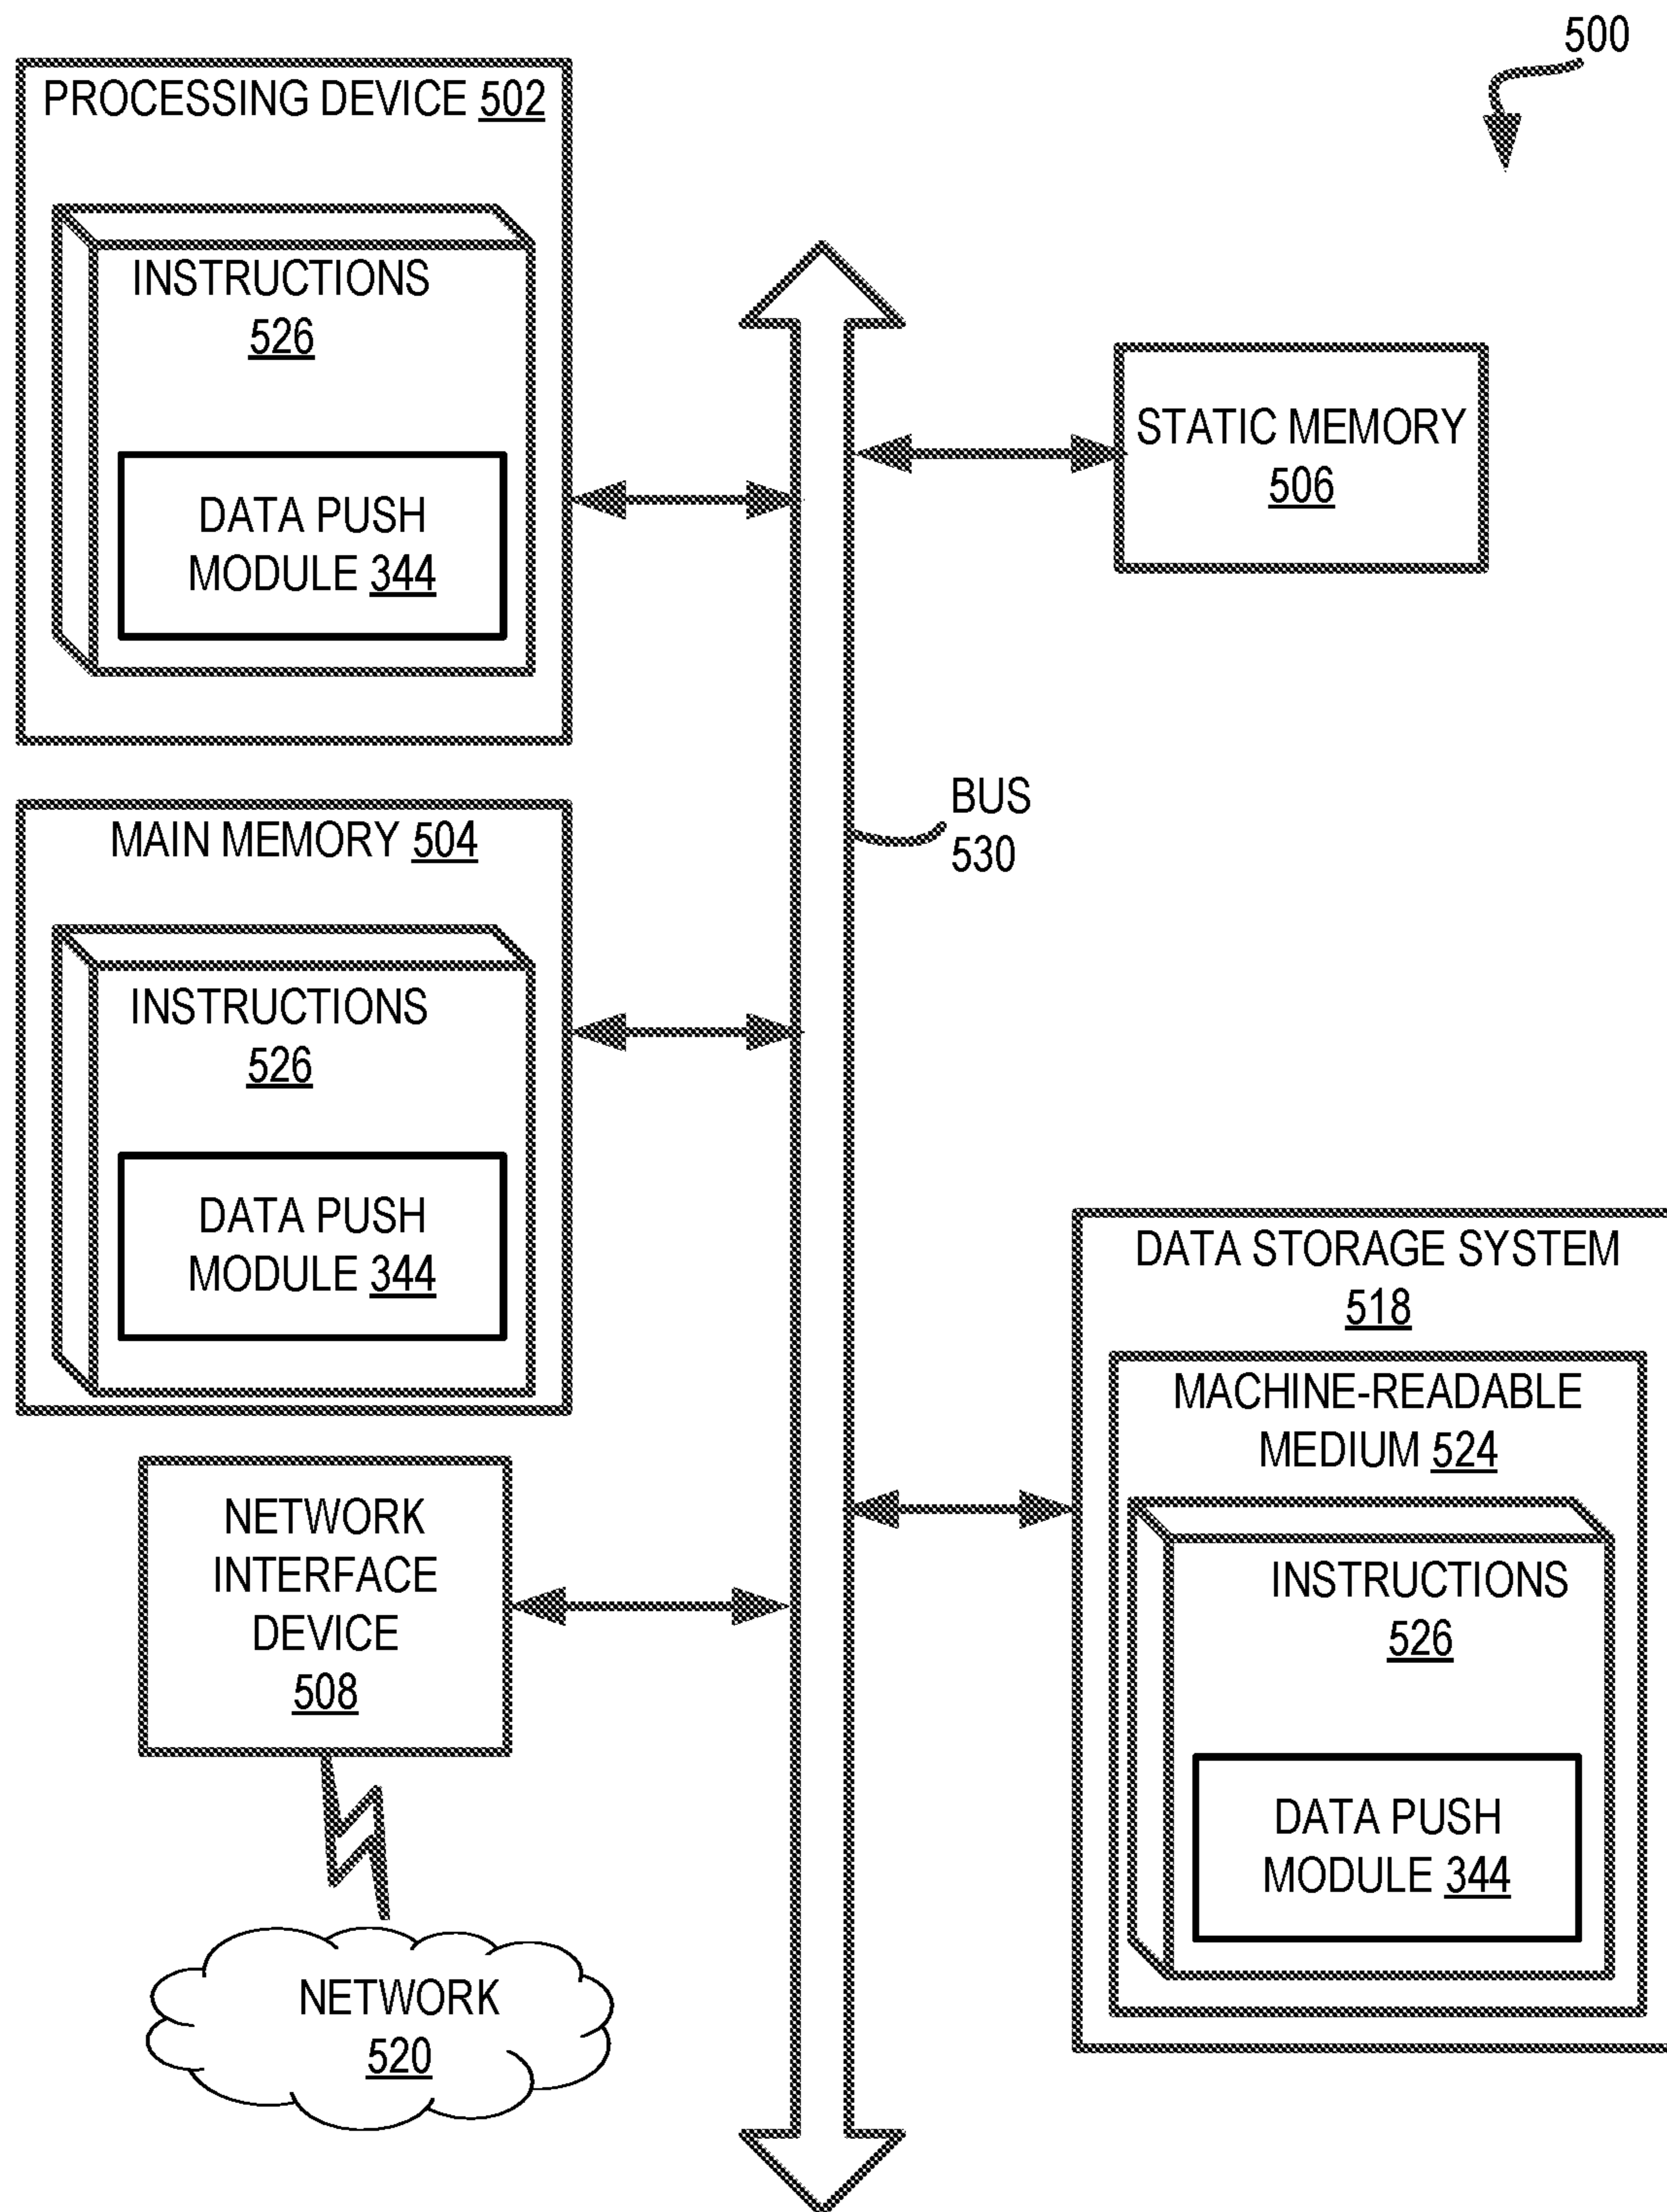 500
PROCESSING DEVICE 502
INSTRUCTIONS
526
DATA PUSH
MODULE 344
STATIC MEMORY
506
BUS
530
MAIN MEMORY 504
INSTRUCTIONS
526
DATA PUSH
MODULE 344
DATA STORAGE SYSTEM
518
MACHINE-READABLE
MEDIUM 524
INSTRUCTIONS
526
DATA PUSH
MODULE 344
NETWORK
INTERFACE
DEVICE
508
NETWORK
520